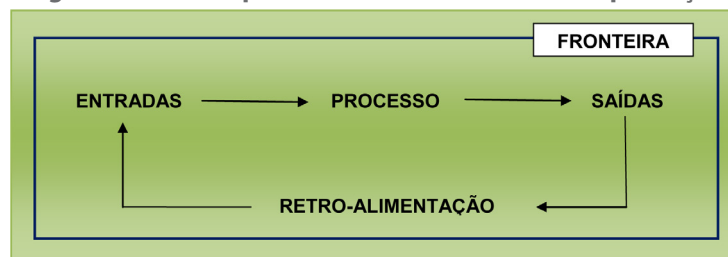 FRONTEIRA
ENTRADAS PROCESSO SAÍDAS
RETRO-ALIMENTAÇÃO